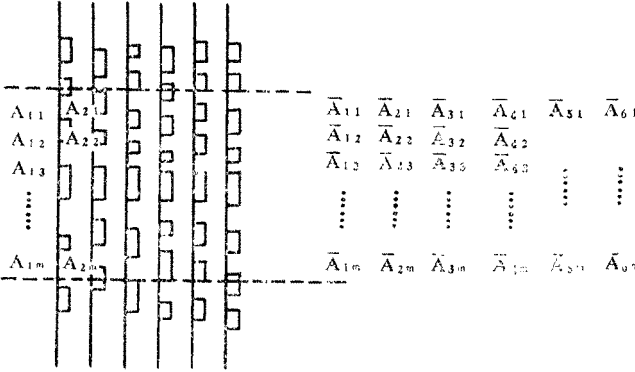 A₁₁ A₂₁ Ā₁₁ Ā₂₁ Ā₃₁ Ā₄₁ Ā₅₁ Ā₆₁
A₁₂ A₂₂ Ā₁₂ Ā₂₂ Ā₃₂ Ā₄₂
A₁₃ Ā₁₃ Ā₂₃ Ā₃₃ Ā₄₃
A₁ₘ A₂ₘ Ā₁ₘ Ā₂ₘ Ā₃ₘ Ā₄ₘ Ā₅ₘ